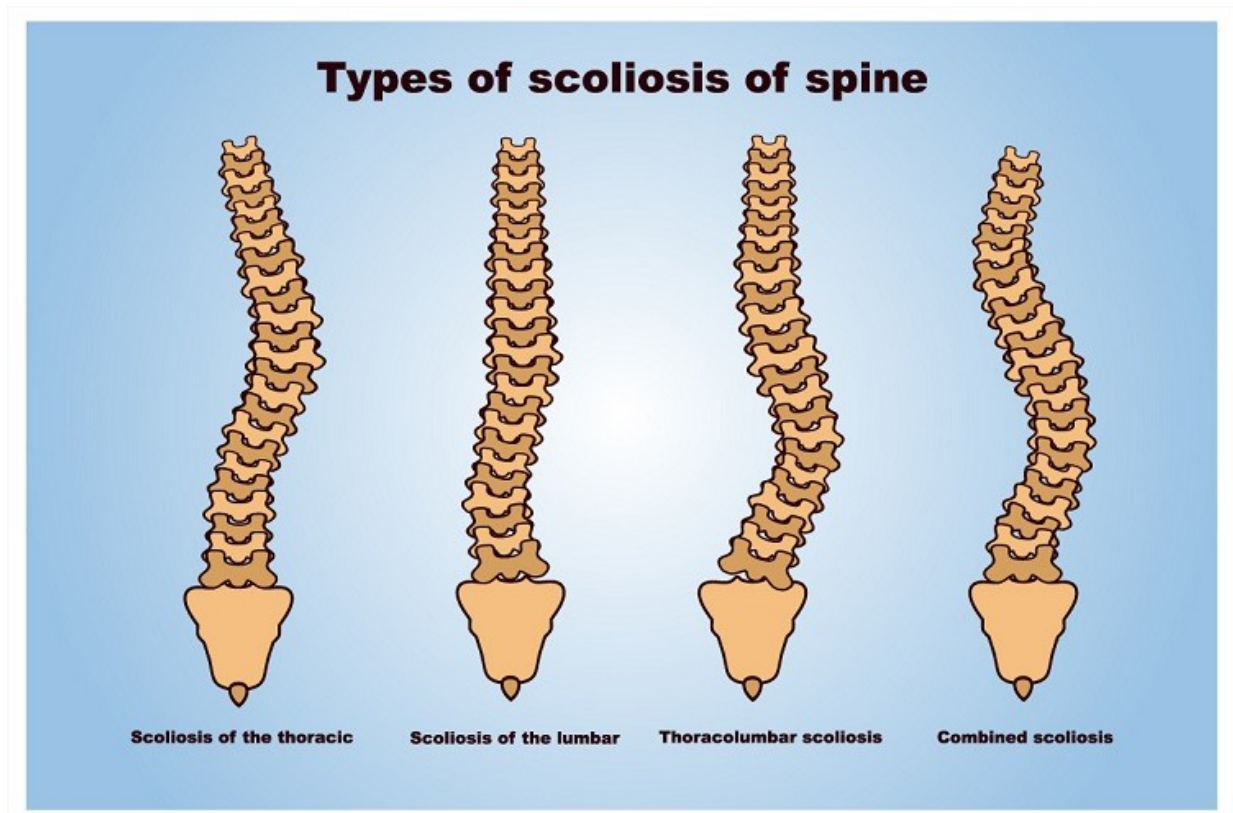 Types of scoliosis of spine
Scoliosis of the thoracic
Scoliosis of the lumbar
Thoracolumbar scoliosis
Combined scoliosis